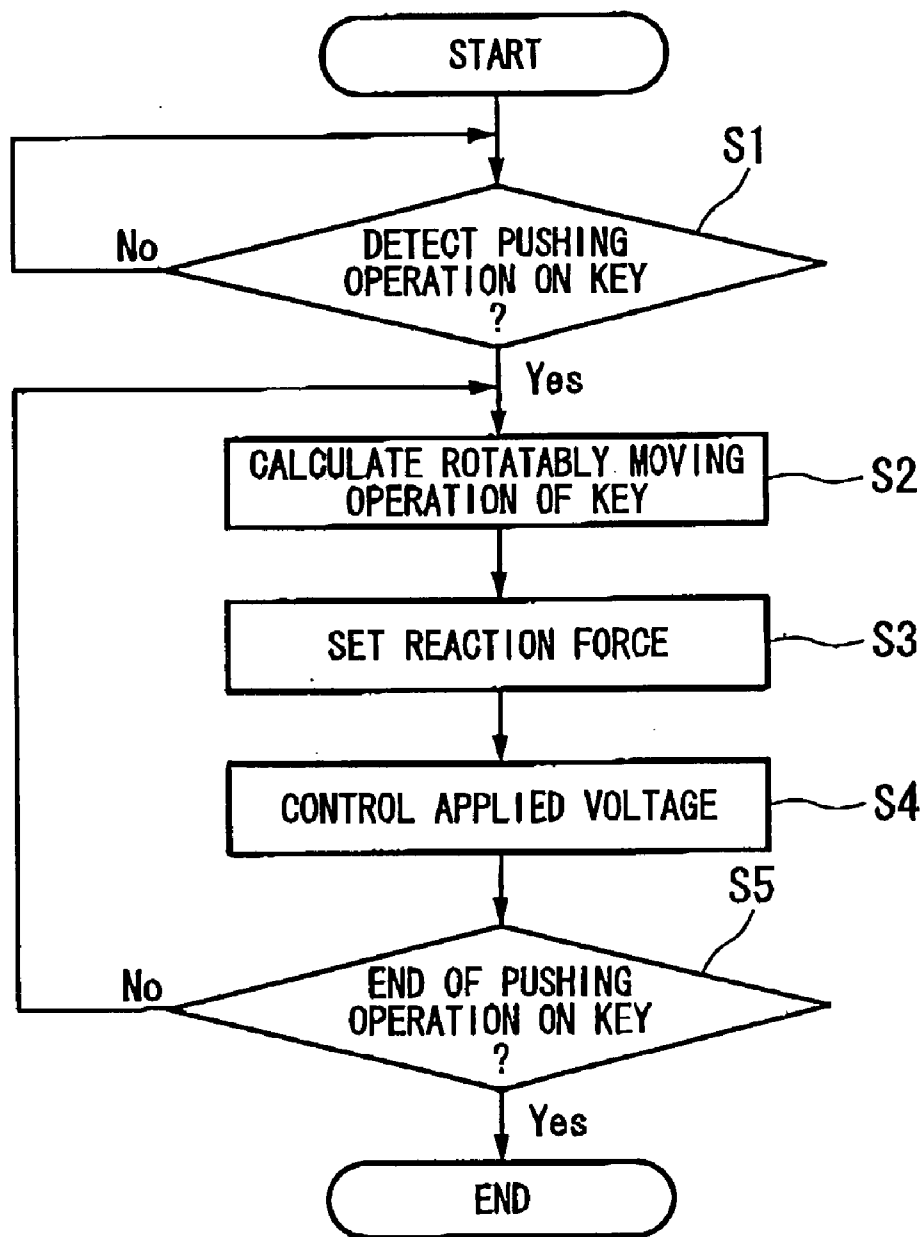 START
S1
No
DETECT PUSHING
OPERATION ON KEY
?
Yes
CALCULATE ROTATABLY MOVING
OPERATION OF KEY
S2
SET REACTION FORCE
S3
CONTROL APPLIED VOLTAGE
S4
S5
No
END OF PUSHING
OPERATION ON KEY
?
Yes
END